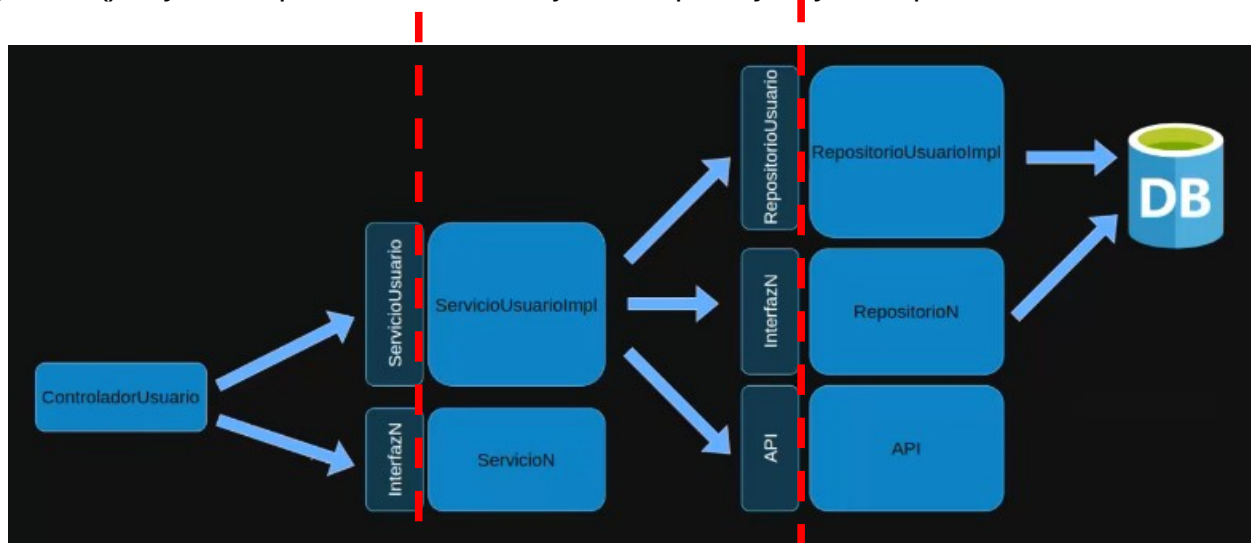 ControladorUsuario
ServicioUsuario
ServicioUsuarioImpl
InterfazN
ServicioN
RepositorioUsuario
RepositorioUsuarioImpl
InterfazN
RepositorioN
API
API
DB